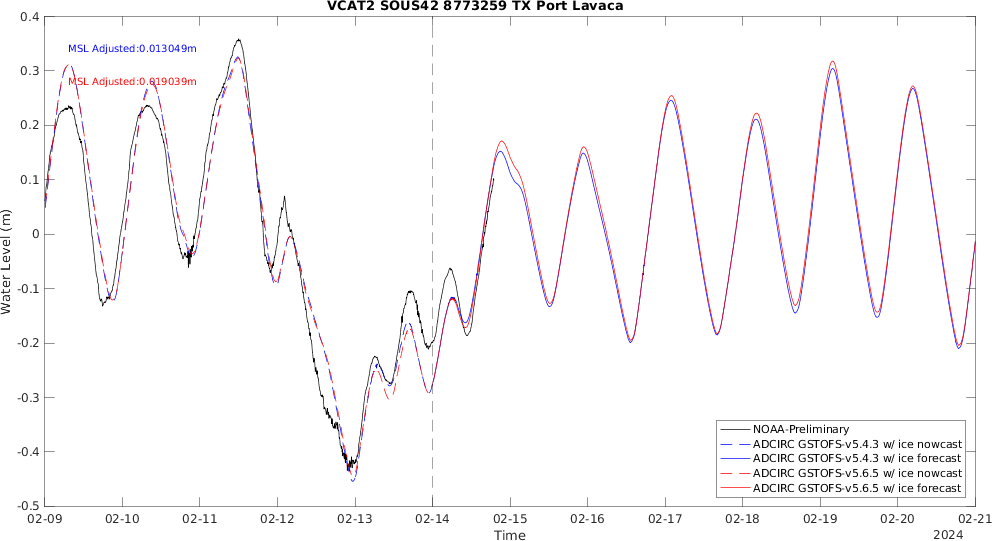 VCAT2 SOUS42 8773259 TX Port Lavaca
0.4
0.3
0.2
0.1
0
-0.1
-0.2
-0.3
-0.4
-0.5
Water Level (m)
MSL Adjusted:0.013049m
MSL Adjusted:0.019039m
NOAA-Preliminary
ADCIRC GSTOFS-v5.4.3 w/ ice nowcast
ADCIRC GSTOFS-v5.4.3 w/ ice forecast
ADCIRC GSTOFS-v5.6.5 w/ ice nowcast
ADCIRC GSTOFS-v5.6.5 w/ ice forecast
02-09 02-10 02-11 02-12 02-13 02-14 02-15 02-16 02-17 02-18 02-19 02-20 02-21
Time
2024